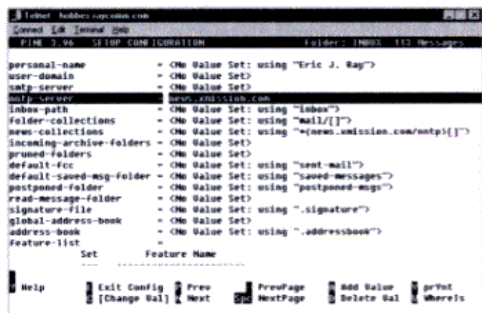 Telnet - hobbes.raycomm.com
Connect Edit Terminal Help
PINE 3.96 SETUP CONFIGURATION Folder: INBOX 113 Messages
personal-name = <No Value Set: using "Eric J. Ray">
user-domain = <No Value Set>
smtp-server = <No Value Set>
nntp-server = news.xmission.com
inbox-path = <No Value Set: using "inbox">
folder-collections = <No Value Set: using "mail/[]">
news-collections = <No Value Set: using "*{news.xmission.com/nntp}[]">
incoming-archive-folders = <No Value Set>
pruned-folders = <No Value Set>
default-fcc = <No Value Set: using "sent-mail">
default-saved-msg-folder = <No Value Set: using "saved-messages">
postponed-folder = <No Value Set: using "postponed-msgs">
read-message-folder = <No Value Set>
signature-file = <No Value Set: using ".signature">
global-address-book = <No Value Set>
address-book = <No Value Set: using ".addressbook">
feature-list =
Set Feature Name
--- ----------------------
Help Exit Config Prev PrevPage Add Value prYnt
[Change Val] Next Spc NextPage Delete Val WhereIs